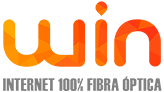 win
INTERNET 100% FIBRA ÓPTICA